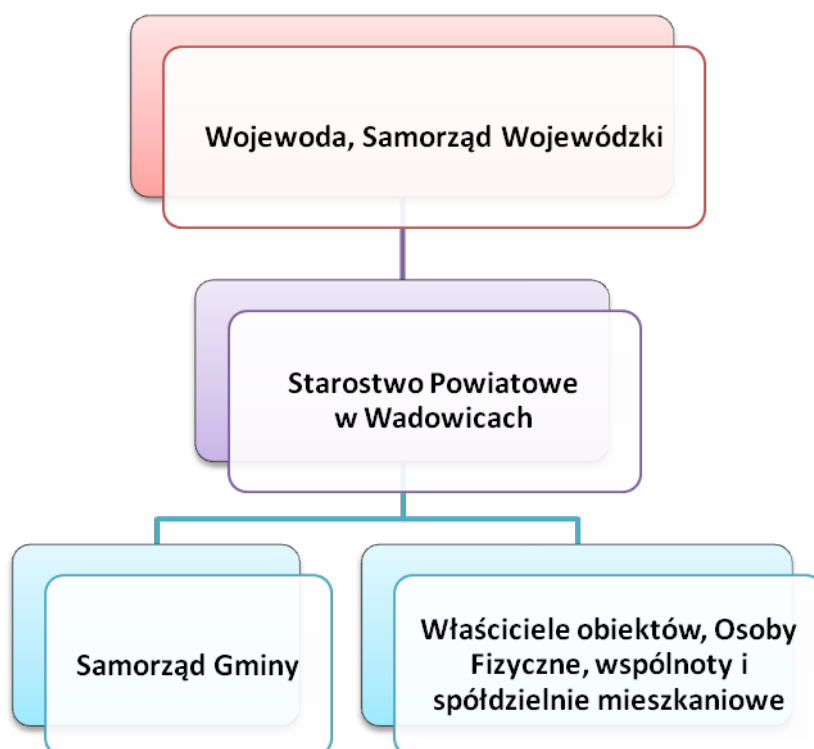 Wojewoda, Samorząd Wojewódzki
Starostwo Powiatowe
w Wadowicach
Samorząd Gminy
Właściciele obiektów, Osoby
Fizyczne, wspólnoty i
spółdzielnie mieszkaniowe